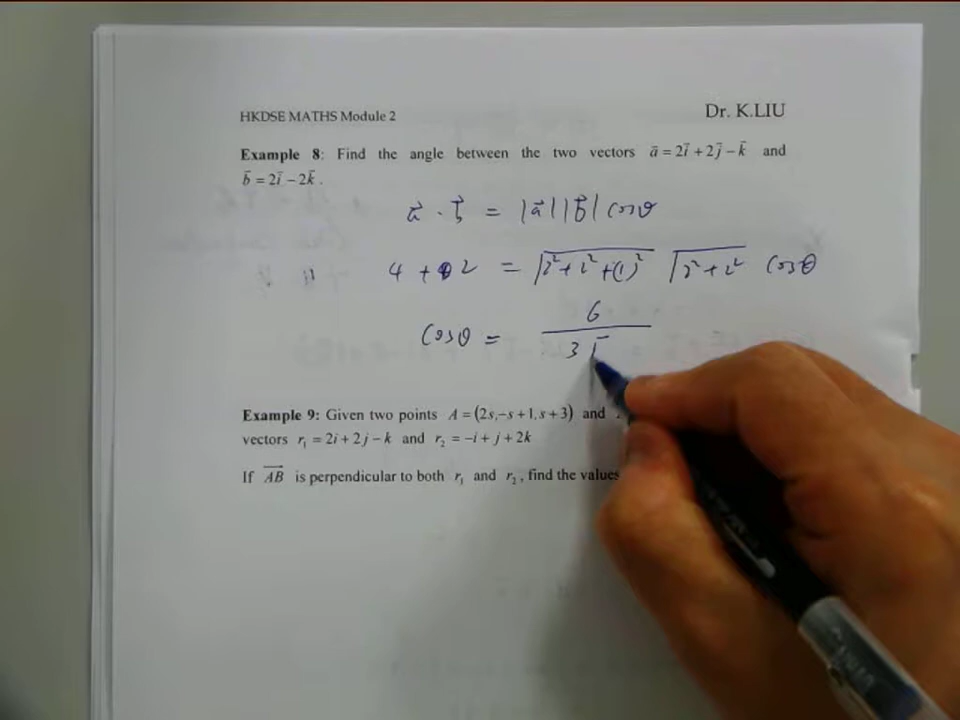 HKDSE MATHS Module 2 Dr. K.LIU
Example 8: Find the angle between the two vectors a⃗ = 2i⃗ + 2j⃗ − k⃗ and
b⃗ = 2i⃗ − 2k⃗ .
a⃗ · b⃗ = |a⃗||b⃗| cosθ
4 + 2 = √(2²+2²+(1)²) √(2²+2²) cosθ
cosθ = 6 / 3√
Example 9: Given two points A = (2s,−s+1,s+3) and
vectors r₁ = 2i + 2j − k and r₂ = −i + j + 2k
If AB⃗ is perpendicular to both r₁ and r₂, find the values